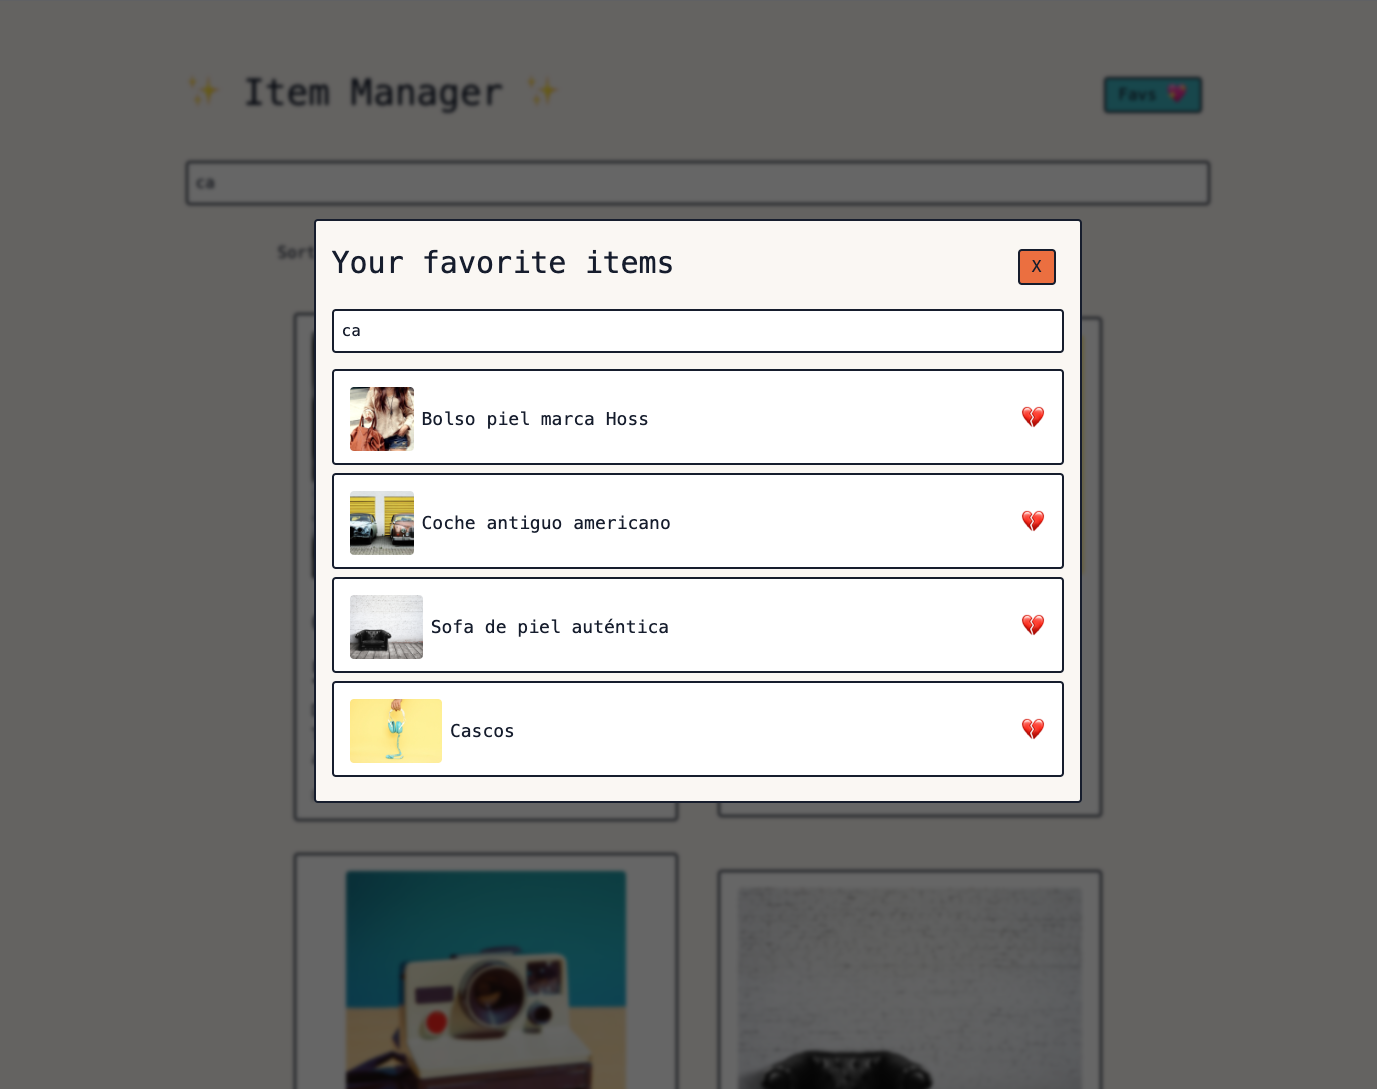 ✨ Item Manager ✨
Favs 💖
ca
Sort
Your favorite items
X
ca
Bolso piel marca Hoss
💔
Coche antiguo americano
💔
Sofa de piel auténtica
💔
Cascos
💔